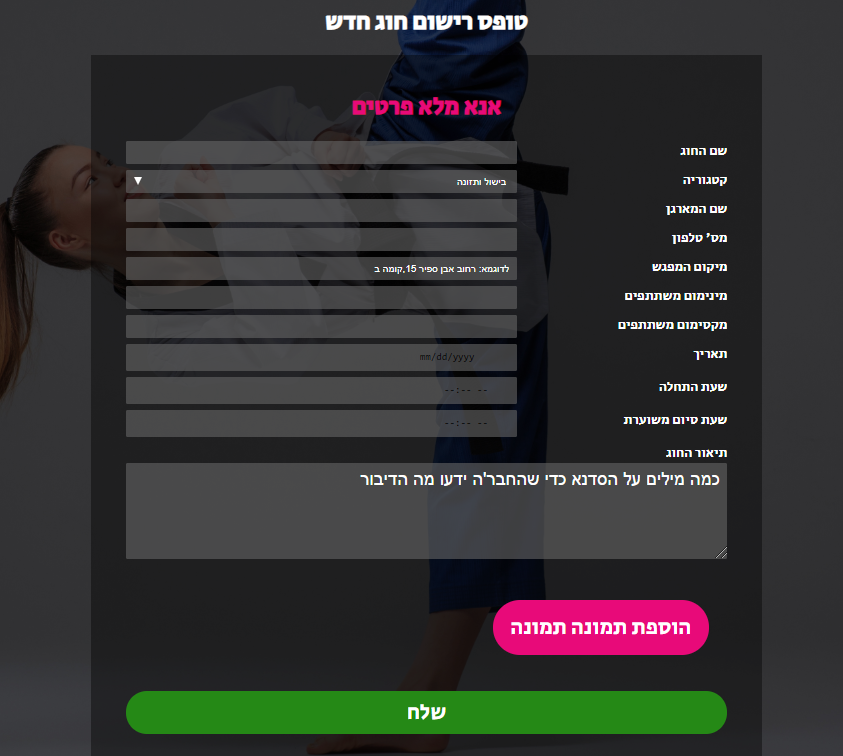 טופס רישום חוג חדש
אנא מלא פרטים
שם החוג
קטגוריה
בישול ותזונה
שם המארגן
מס' טלפון
מיקום המפגש
לדוגמא: רחוב אבן ספיר 15,קומה ב
מינימום משתתפים
מקסימום משתתפים
תאריך
mm/dd/yyyy
שעת התחלה
--:-- --
שעת סיום משוערת
--:-- --
תיאור החוג
כמה מילים על הסדנא כדי שהחבר'ה ידעו מה הדיבור
הוספת תמונה תמונה
שלח